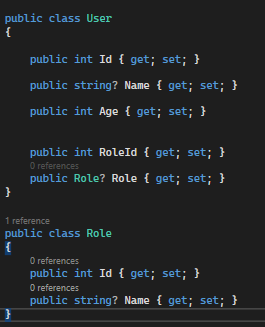 public class User
{
public int Id { get; set; }
public string? Name { get; set; }
public int Age { get; set; }
public int RoleId { get; set; }
0 references
public Role? Role { get; set; }
}
1 reference
public class Role
{
0 references
public int Id { get; set; }
0 references
public string? Name { get; set; }
}